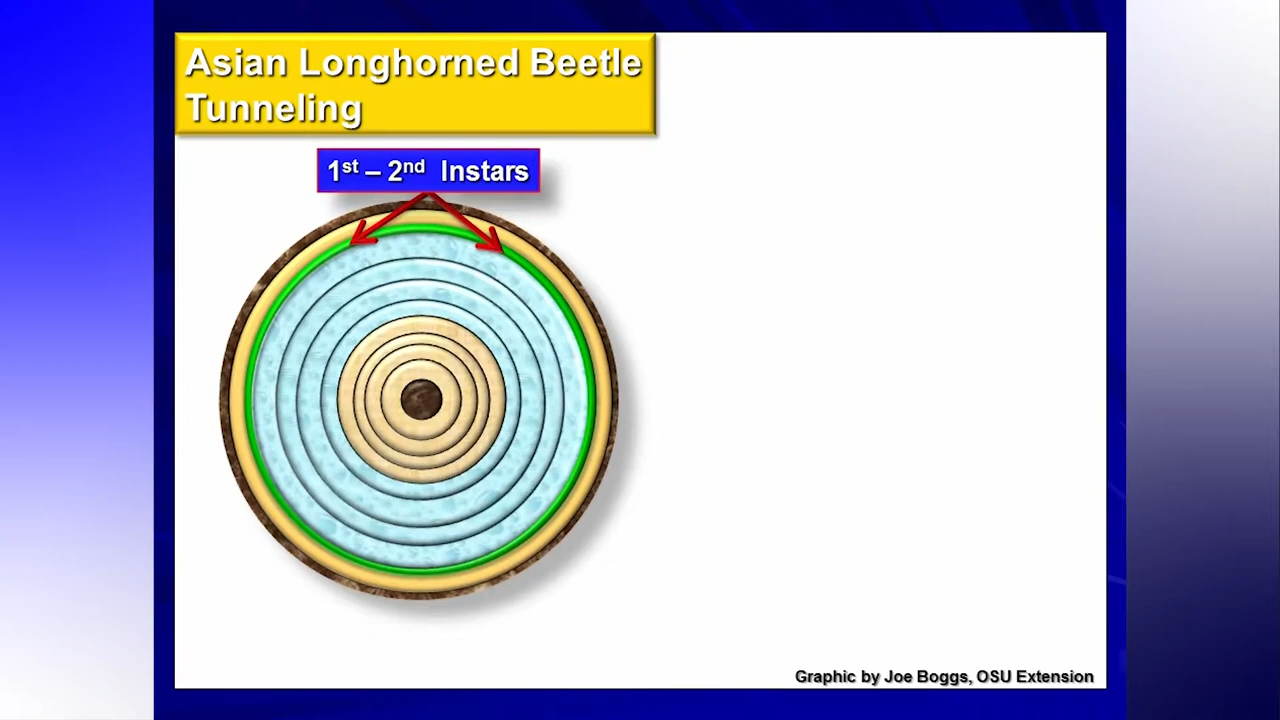 Asian Longhorned Beetle
Tunneling
1st – 2nd Instars
Graphic by Joe Boggs, OSU Extension